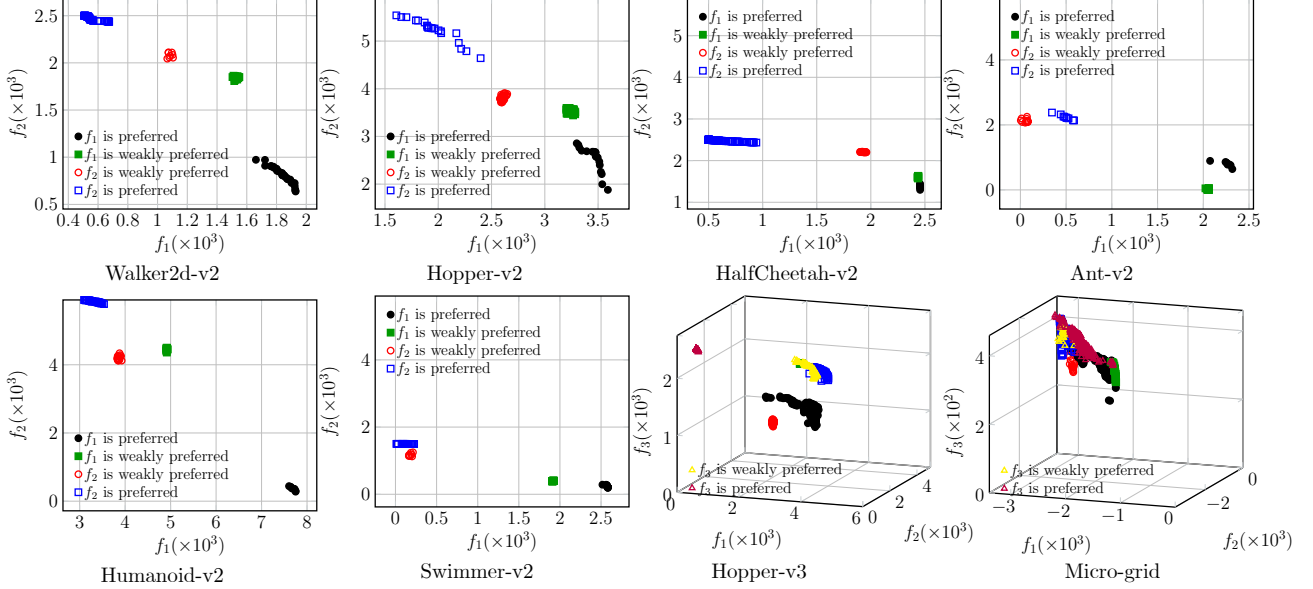 2.5
2
1.5
1
0.5
f₂(×10³)
f₁ is preferred
f₁ is weakly preferred
f₂ is weakly preferred
f₂ is preferred
0.4 0.6 0.8 1 1.2 1.4 1.6 1.8 2
f₁(×10³)
Walker2d-v2
5
4
3
2
f₂(×10³)
f₁ is preferred
f₁ is weakly preferred
f₂ is weakly preferred
f₂ is preferred
1.5 2 2.5 3 3.5
f₁(×10³)
Hopper-v2
5
4
3
2
1
f₂(×10³)
f₁ is preferred
f₁ is weakly preferred
f₂ is weakly preferred
f₂ is preferred
0.5 1 1.5 2 2.5
f₁(×10³)
HalfCheetah-v2
4
2
0
f₂(×10³)
f₁ is preferred
f₁ is weakly preferred
f₂ is weakly preferred
f₂ is preferred
0 0.5 1 1.5 2 2.5
f₁(×10³)
Ant-v2
4
2
0
f₂(×10³)
f₁ is preferred
f₁ is weakly preferred
f₂ is weakly preferred
f₂ is preferred
3 4 5 6 7 8
f₁(×10³)
Humanoid-v2
4
2
0
f₂(×10³)
f₁ is preferred
f₁ is weakly preferred
f₂ is weakly preferred
f₂ is preferred
0 0.5 1 1.5 2 2.5
f₁(×10³)
Swimmer-v2
2
1
0
f₃(×10³)
f₃ is weakly preferred
f₃ is preferred
0 2 4 6
0 2 4
f₁(×10³)
f₂(×10³)
Hopper-v3
4
2
0
f₃(×10²)
f₃ is weakly preferred
f₃ is preferred
−3 −2 −1 0
−2 0
f₁(×10³)
f₂(×10³)
Micro-grid